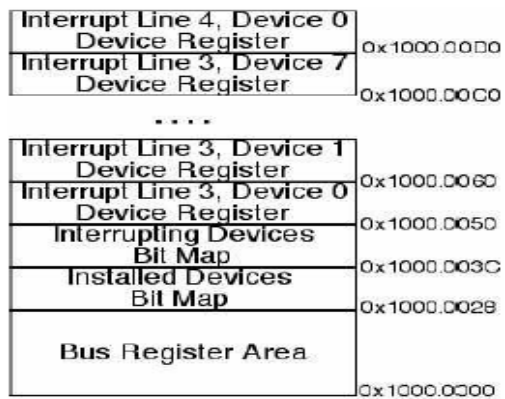 Interrupt Line 4, Device 0
Device Register
0x1000.00D0
Interrupt Line 3, Device 7
Device Register
0x1000.00C0
....
Interrupt Line 3, Device 1
Device Register
0x1000.0060
Interrupt Line 3, Device 0
Device Register
0x1000.0050
Interrupting Devices
Bit Map
0x1000.003C
Installed Devices
Bit Map
0x1000.0028
Bus Register Area
0x1000.0000